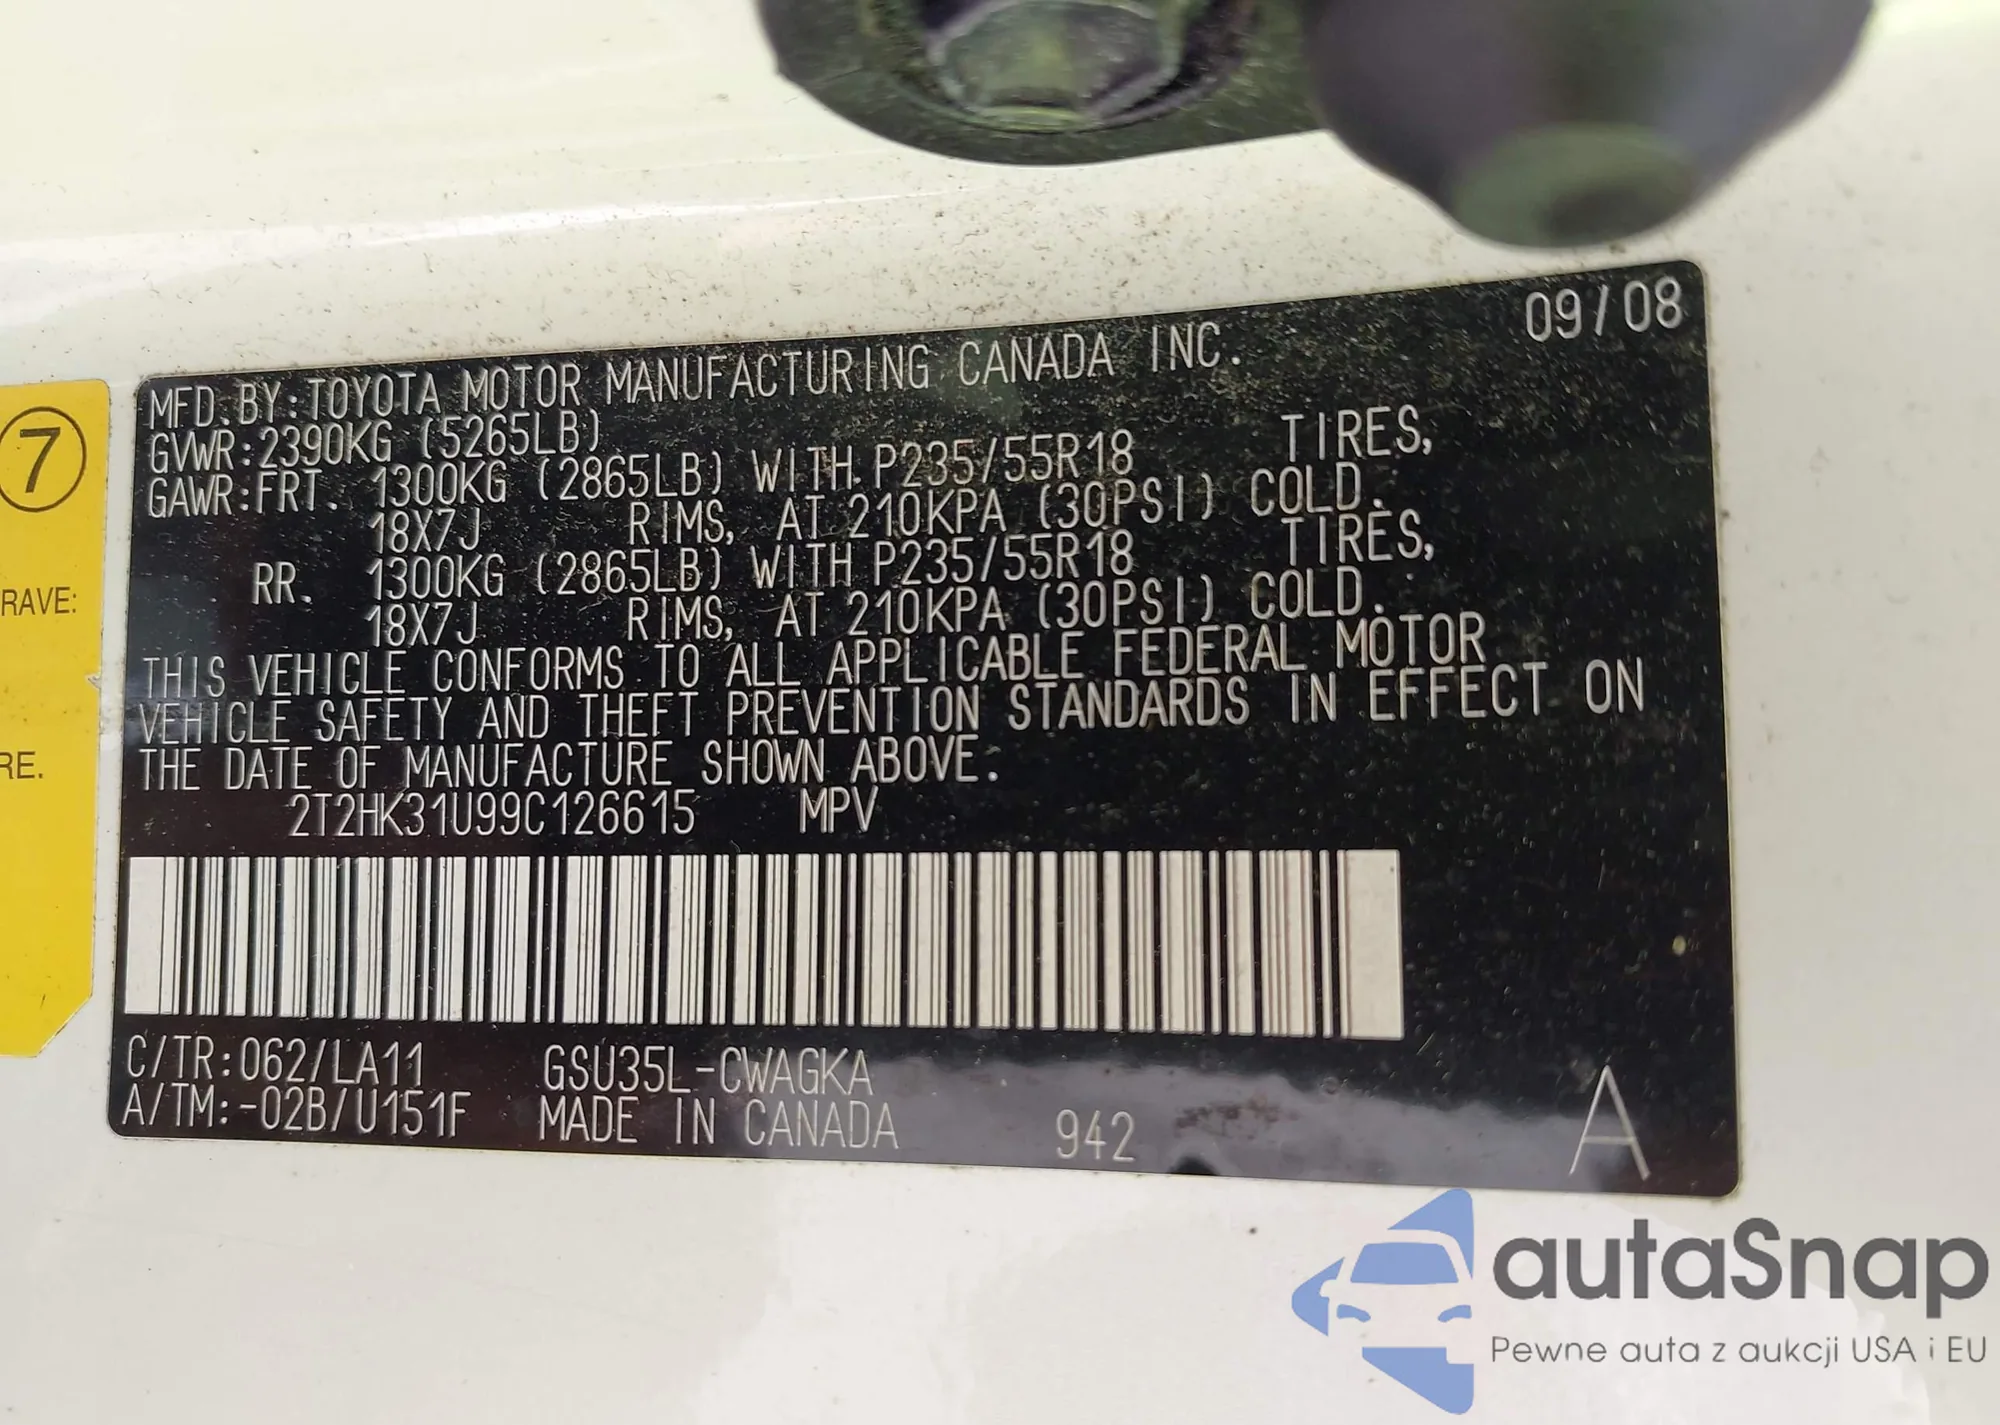 09/08
MFD. BY:TOYOTA MOTOR MANUFACTURING CANADA INC.
GVWR:2390KG (5265LB)
GAWR:FRT. 1300KG (2865LB) WITH P235/55R18 TIRES,
18X7J RIMS, AT 210KPA (30PSI) COLD.
RR. 1300KG (2865LB) WITH P235/55R18 TIRES,
18X7J RIMS, AT 210KPA (30PSI) COLD.
THIS VEHICLE CONFORMS TO ALL APPLICABLE FEDERAL MOTOR
VEHICLE SAFETY AND THEFT PREVENTION STANDARDS IN EFFECT ON
THE DATE OF MANUFACTURE SHOWN ABOVE.
2T2HK31U99C126615 MPV
C/TR:062/LA11 GSU35L-CWAGKA
A/TM:-02B/U151F MADE IN CANADA 942 A
7
RAVE:
RE.
autaSnap
Pewne auta z aukcji USA i EU